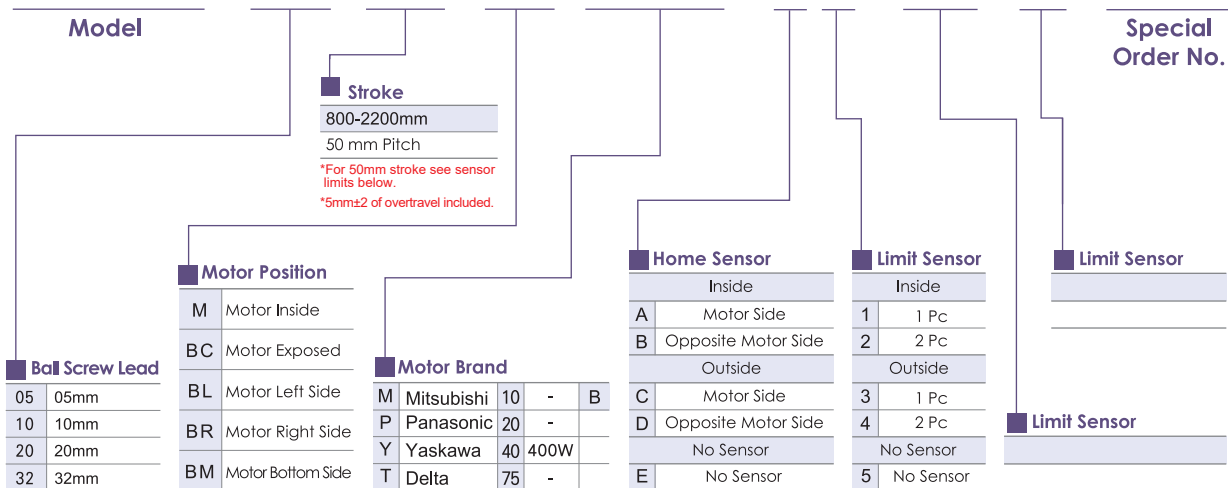 Model
Special
Order No.
Stroke
800-2200mm
50 mm Pitch
*For 50mm stroke see sensor
limits below.
*5mm±2 of overtravel included.
Motor Position
M Motor Inside
BC Motor Exposed
BL Motor Left Side
BR Motor Right Side
BM Motor Bottom Side
Ball Screw Lead
05 05mm
10 10mm
20 20mm
32 32mm
Motor Brand
M Mitsubishi 10 - B
P Panasonic 20 -
Y Yaskawa 40 400W
T Delta 75 -
Home Sensor
Inside
A Motor Side
B Opposite Motor Side
Outside
C Motor Side
D Opposite Motor Side
No Sensor
E No Sensor
Limit Sensor
Inside
1 1 Pc
2 2 Pc
Outside
3 1 Pc
4 2 Pc
No Sensor
5 No Sensor
Limit Sensor
Limit Sensor